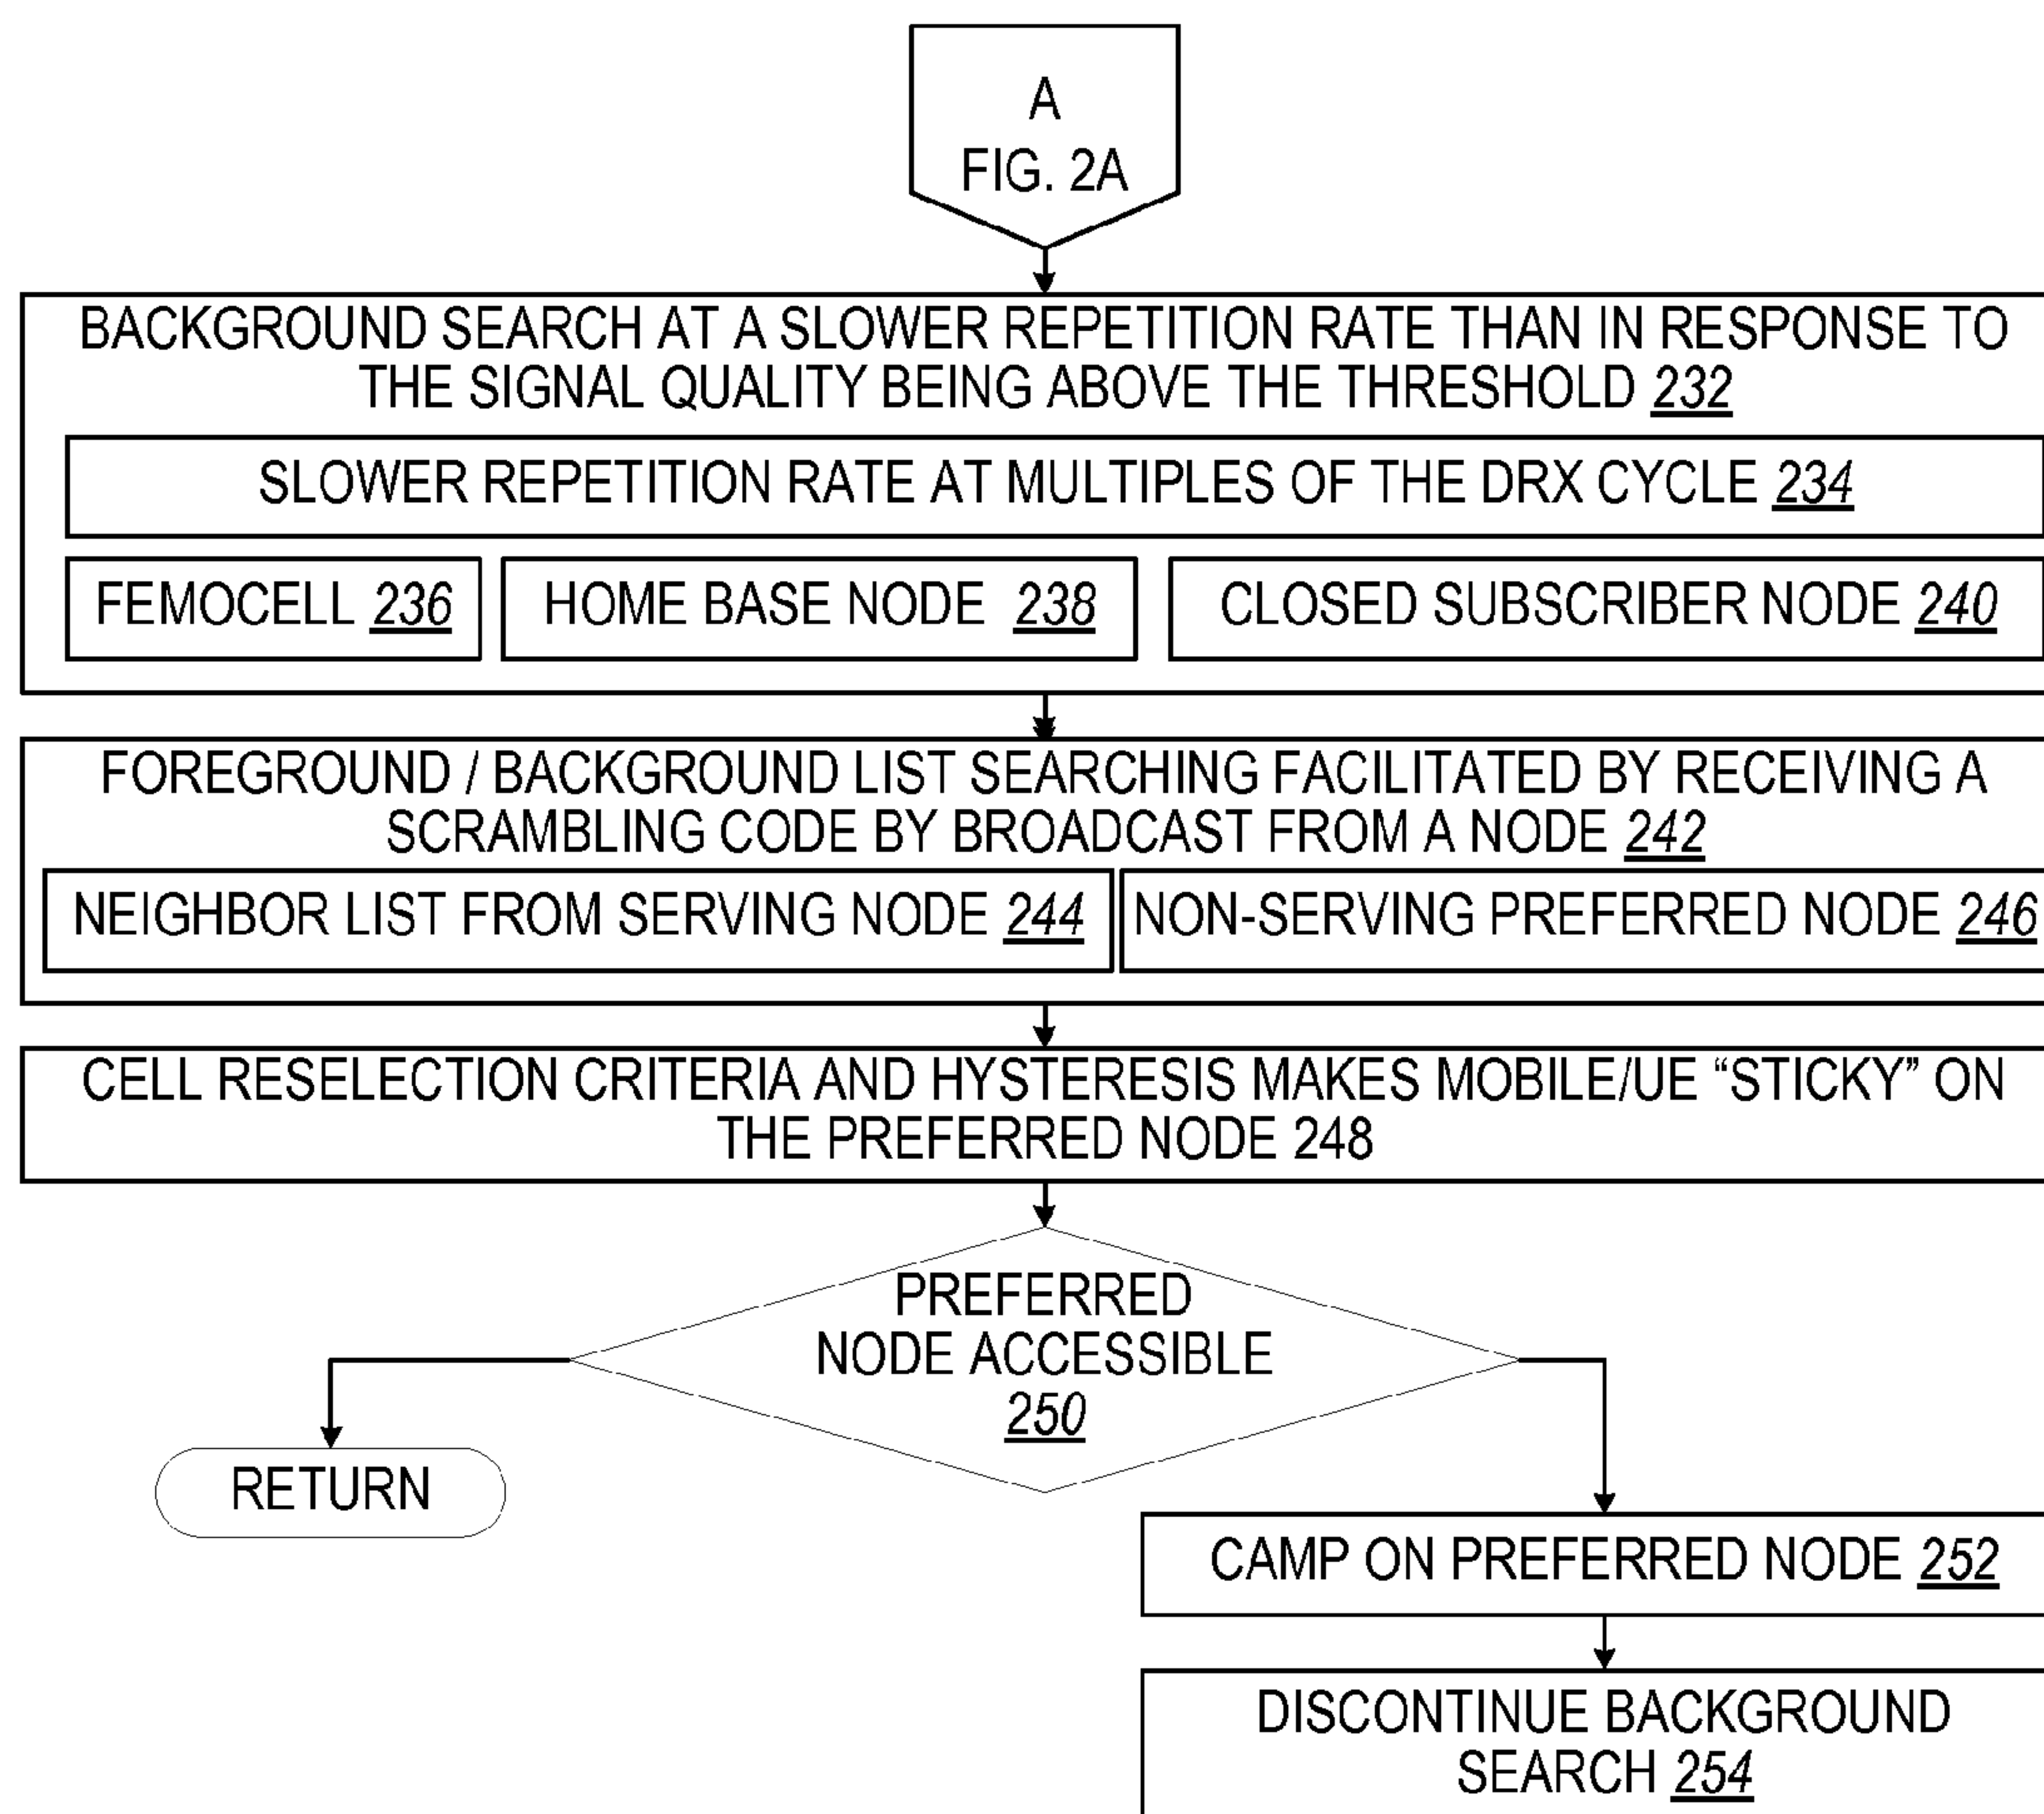 A
FIG. 2A
BACKGROUND SEARCH AT A SLOWER REPETITION RATE THAN IN RESPONSE TO
THE SIGNAL QUALITY BEING ABOVE THE THRESHOLD 232
SLOWER REPETITION RATE AT MULTIPLES OF THE DRX CYCLE 234
FEMOCELL 236
HOME BASE NODE 238
CLOSED SUBSCRIBER NODE 240
FOREGROUND / BACKGROUND LIST SEARCHING FACILITATED BY RECEIVING A
SCRAMBLING CODE BY BROADCAST FROM A NODE 242
NEIGHBOR LIST FROM SERVING NODE 244
NON-SERVING PREFERRED NODE 246
CELL RESELECTION CRITERIA AND HYSTERESIS MAKES MOBILE/UE “STICKY” ON
THE PREFERRED NODE 248
PREFERRED
NODE ACCESSIBLE
250
RETURN
CAMP ON PREFERRED NODE 252
DISCONTINUE BACKGROUND
SEARCH 254